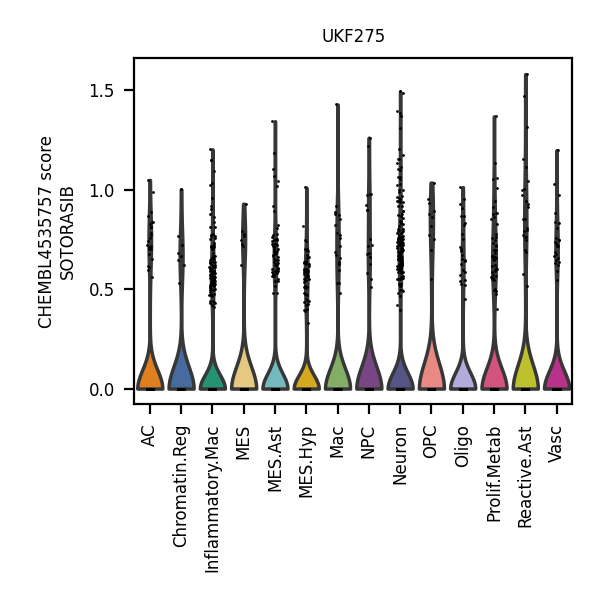 UKF275
CHEMBL4535757 score
SOTORASIB
1.5
1.0
0.5
0.0
AC
Chromatin.Reg
Inflammatory.Mac
MES
MES.Ast
MES.Hyp
Mac
NPC
Neuron
OPC
Oligo
Prolif.Metab
Reactive.Ast
Vasc